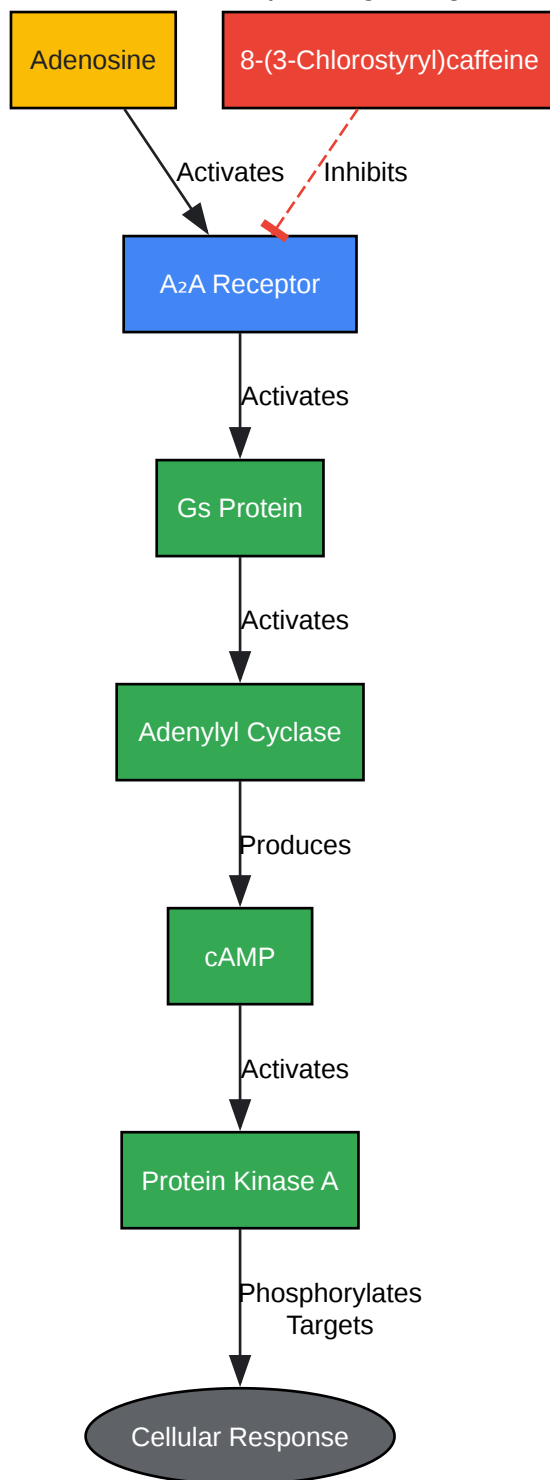 Adenosine
8-(3-Chlorostyryl)caffeine
Activates
Inhibits
A₂A Receptor
Activates
Gs Protein
Activates
Adenylyl Cyclase
Produces
cAMP
Activates
Protein Kinase A
Phosphorylates
Targets
Cellular Response